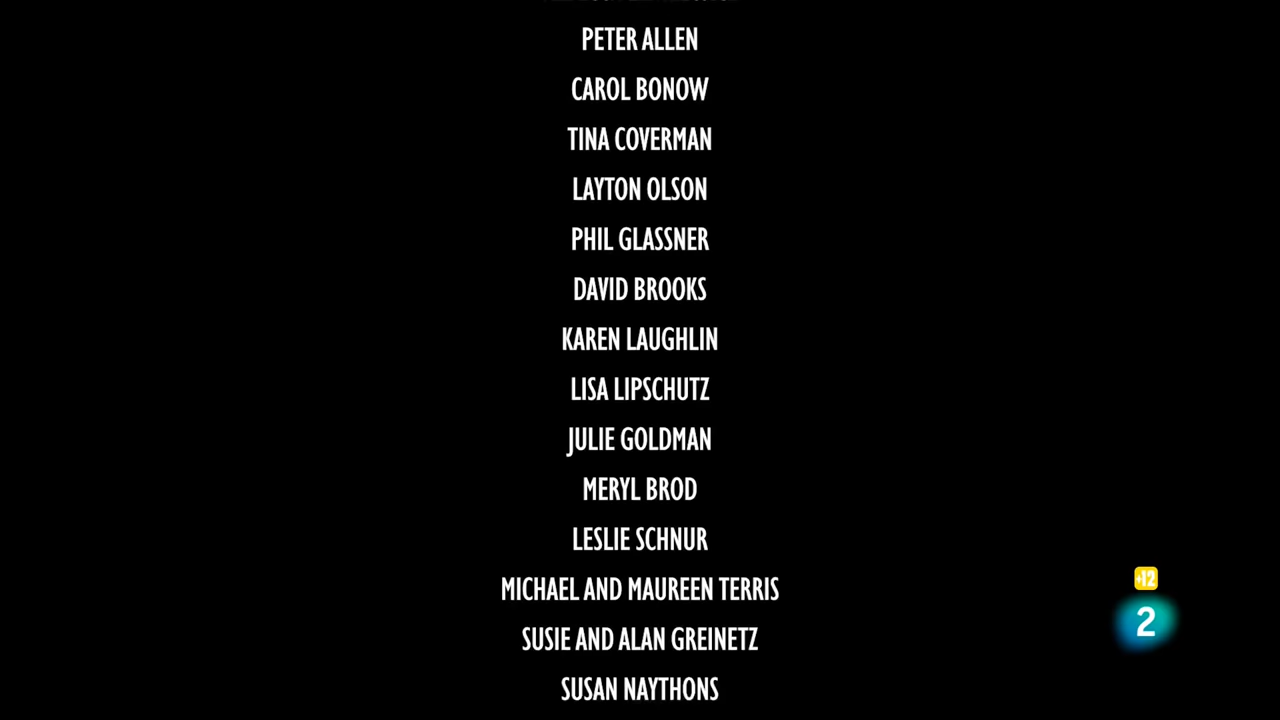 PETER ALLEN
CAROL BONOW
TINA COVERMAN
LAYTON OLSON
PHIL GLASSNER
DAVID BROOKS
KAREN LAUGHLIN
LISA LIPSCHUTZ
JULIE GOLDMAN
MERYL BROD
LESLIE SCHNUR
MICHAEL AND MAUREEN TERRIS
SUSIE AND ALAN GREINETZ
SUSAN NAYTHONS
+12
2